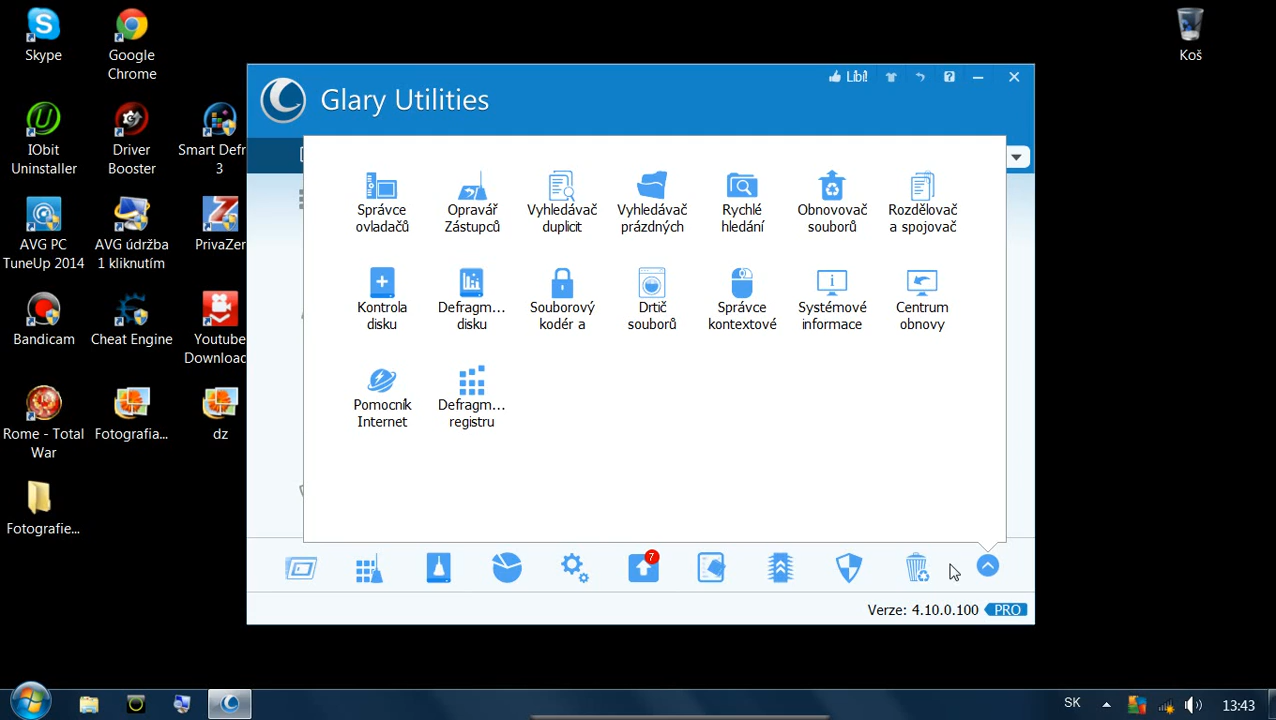 Skype
Google
Chrome
Koš
IObit
Uninstaller
Driver
Booster
Smart Defr
3
AVG PC
TuneUp 2014
AVG údržba
1 kliknutím
PrivaZer
Bandicam
Cheat Engine
Youtube
Downloac
Rome - Total
War
Fotografia...
dz
Fotografie...
Glary Utilities
Líbí!
Správce
ovladačů
Opravář
Zástupců
Vyhledávač
duplicit
Vyhledávač
prázdných
Rychlé
hledání
Obnovovač
souborů
Rozdělovač
a spojovač
Kontrola
disku
Defragm...
disku
Souborový
kodér a
Drtič
souborů
Správce
kontextové
Systémové
informace
Centrum
obnovy
Pomocník
Internet
Defragm...
registru
7
Verze: 4.10.0.100
PRO
SK
13:43